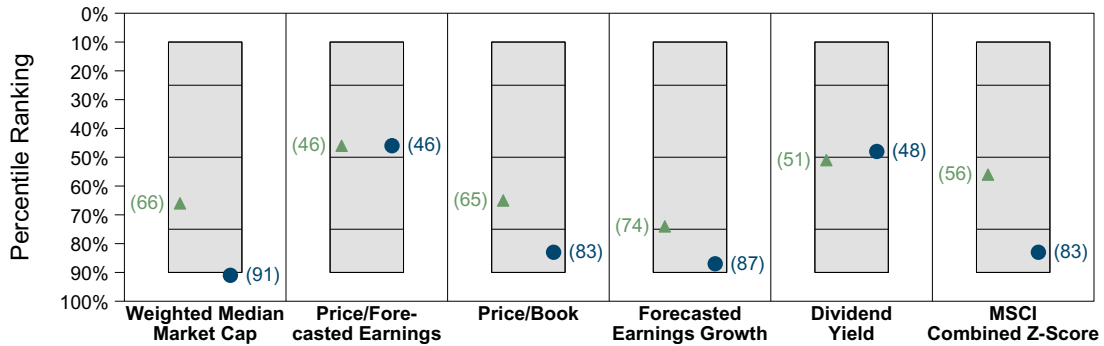 Percentile Ranking
0%
10%
20%
30%
40%
50%
60%
70%
80%
90%
100%
(66)
(91)
(46)
(46)
(65)
(83)
(74)
(87)
(51)
(48)
(56)
(83)
Weighted Median
Market Cap
Price/Fore-
casted Earnings
Price/Book
Forecasted
Earnings Growth
Dividend
Yield
MSCI
Combined Z-Score